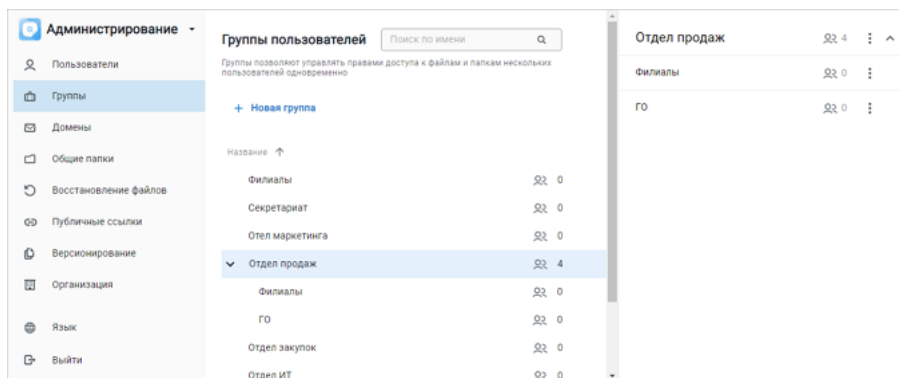 Администрирование
Пользователи
Группы
Домены
Общие папки
Восстановление файлов
Публичные ссылки
Версионирование
Организация
Язык
Выйти
Группы пользователей
Поиск по имени
Группы позволяют управлять правами доступа к файлам и папкам нескольких
пользователей одновременно
+ Новая группа
Название ↑
Филиалы 0
Секретариат 0
Отел маркетинга 0
Отдел продаж 4
Филиалы 0
ГО 0
Отдел закупок 0
Отдел ИТ 0
Отдел продаж 4
Филиалы 0
ГО 0